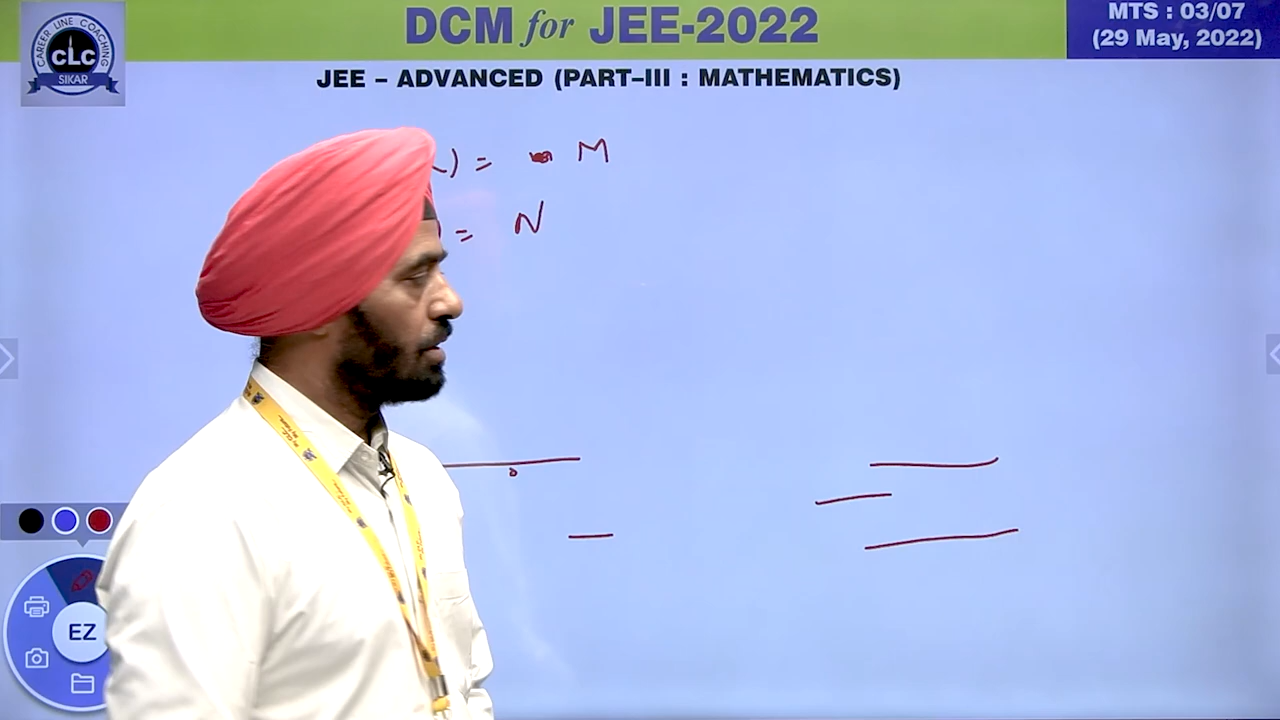 DCM for JEE-2022
MTS : 03/07
(29 May, 2022)
CAREER LINE COACHING
CLC
SIKAR
JEE – ADVANCED (PART–III : MATHEMATICS)
) = M
) = N
EZ